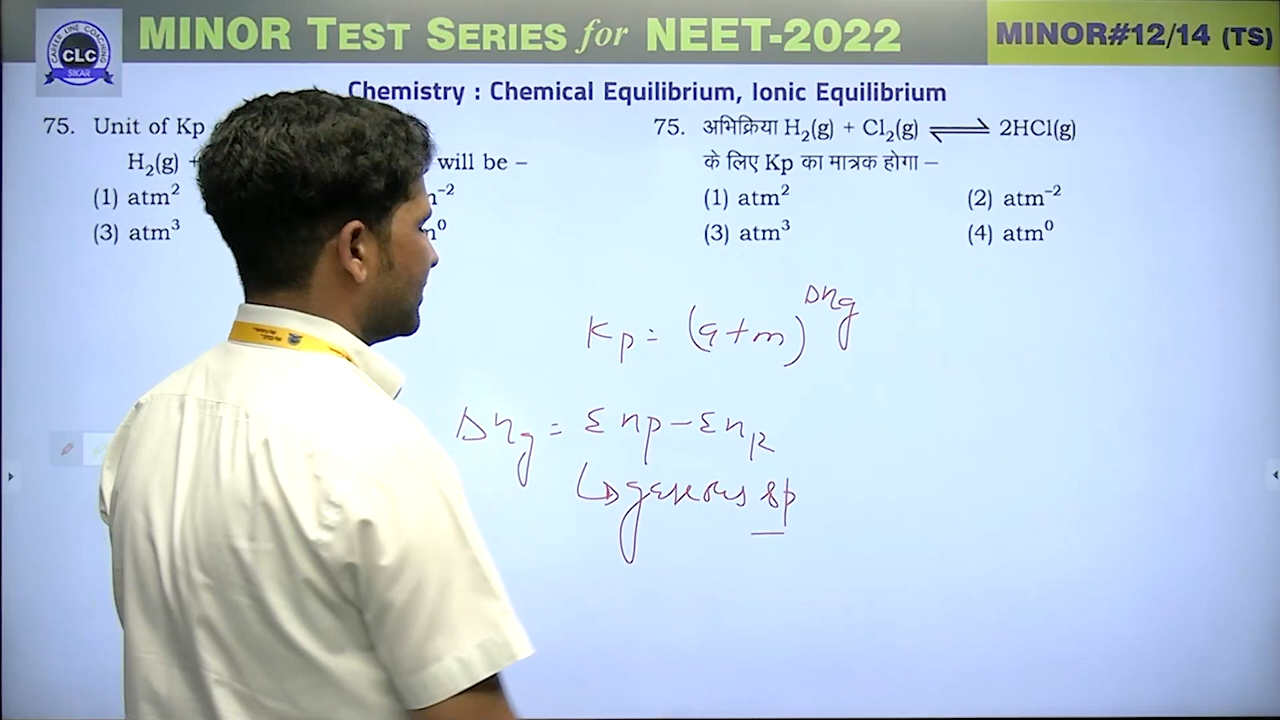 MINOR TEST SERIES for NEET-2022
MINOR#12/14 (TS)
CAREER LINE COACHING
CLC
SIKAR
Chemistry : Chemical Equilibrium, Ionic Equilibrium
75. Unit of Kp
H₂(g) + will be –
(1) atm²
(3) atm³
75. अभिक्रिया H₂(g) + Cl₂(g) ⇌ 2HCl(g)
के लिए Kp का मात्रक होगा –
(1) atm² (2) atm⁻²
(3) atm³ (4) atm⁰
Kp = (atm)^Δng
Δng = Σnp - ΣnR
↳ gaseous sp